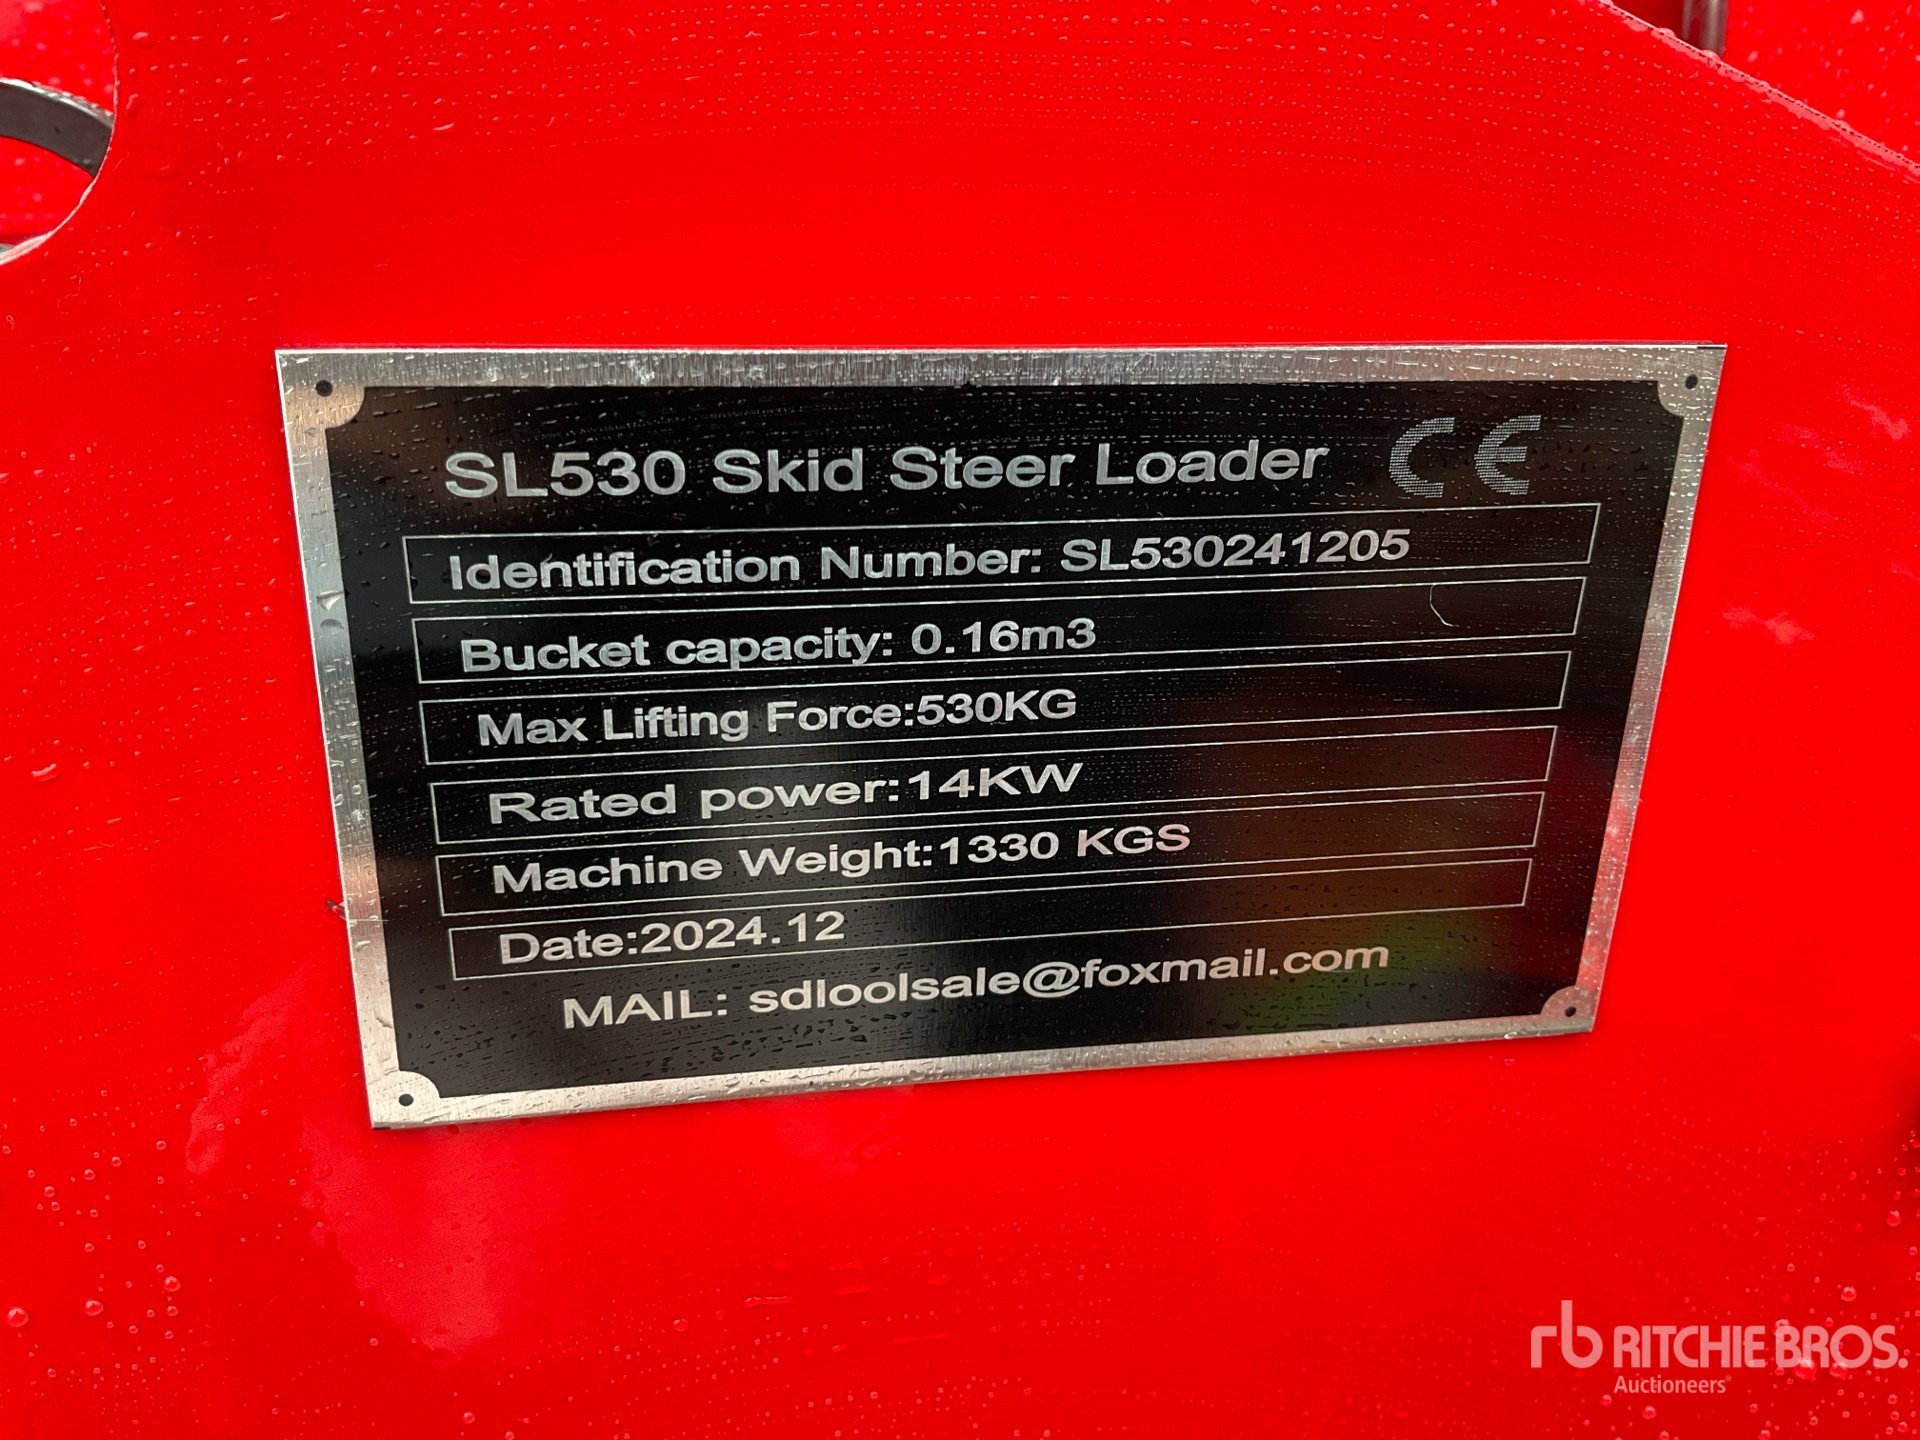 SL530 Skid Steer Loader CE
Identification Number: SL530241205
Bucket capacity: 0.16m3
Max Lifting Force:530KG
Rated power:14KW
Machine Weight:1330 KGS
Date:2024.12
MAIL: sdloolsale@foxmail.com
rb RITCHIE BROS.
Auctioneers